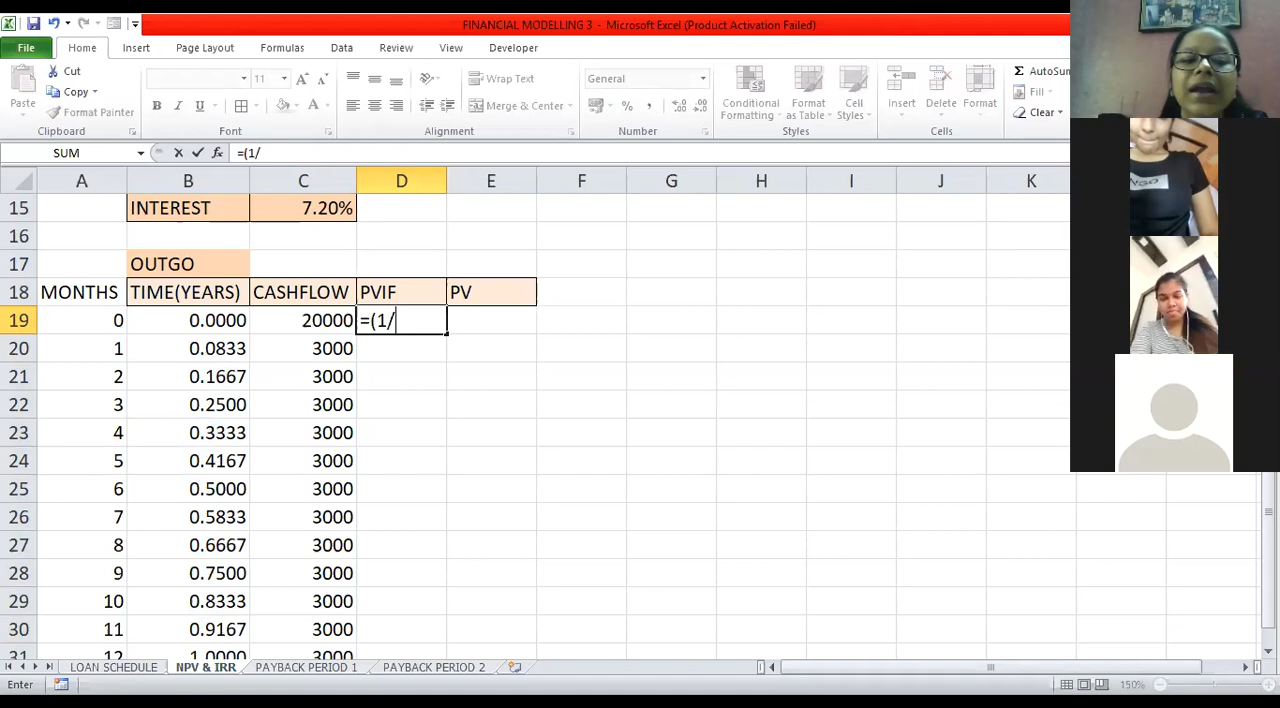 FINANCIAL MODELLING 3 - Microsoft Excel (Product Activation Failed)
File Home Insert Page Layout Formulas Data Review View Developer
Paste
Cut
Copy
Format Painter
Clipboard
11
Font
Wrap Text
Merge & Center
Alignment
General
Number
Conditional Formatting
Format as Table
Cell Styles
Styles
Insert
Delete
Format
Cells
AutoSum
Fill
Clear
SUM =(1/
A B C D E F G H I J K
15 INTEREST 7.20%
16
17 OUTGO
18 MONTHS TIME(YEARS) CASHFLOW PVIF PV
19 0 0.0000 20000 =(1/
20 1 0.0833 3000
21 2 0.1667 3000
22 3 0.2500 3000
23 4 0.3333 3000
24 5 0.4167 3000
25 6 0.5000 3000
26 7 0.5833 3000
27 8 0.6667 3000
28 9 0.7500 3000
29 10 0.8333 3000
30 11 0.9167 3000
31 12 1.0000 3000
LOAN SCHEDULE NPV & IRR PAYBACK PERIOD 1 PAYBACK PERIOD 2
Enter 150%